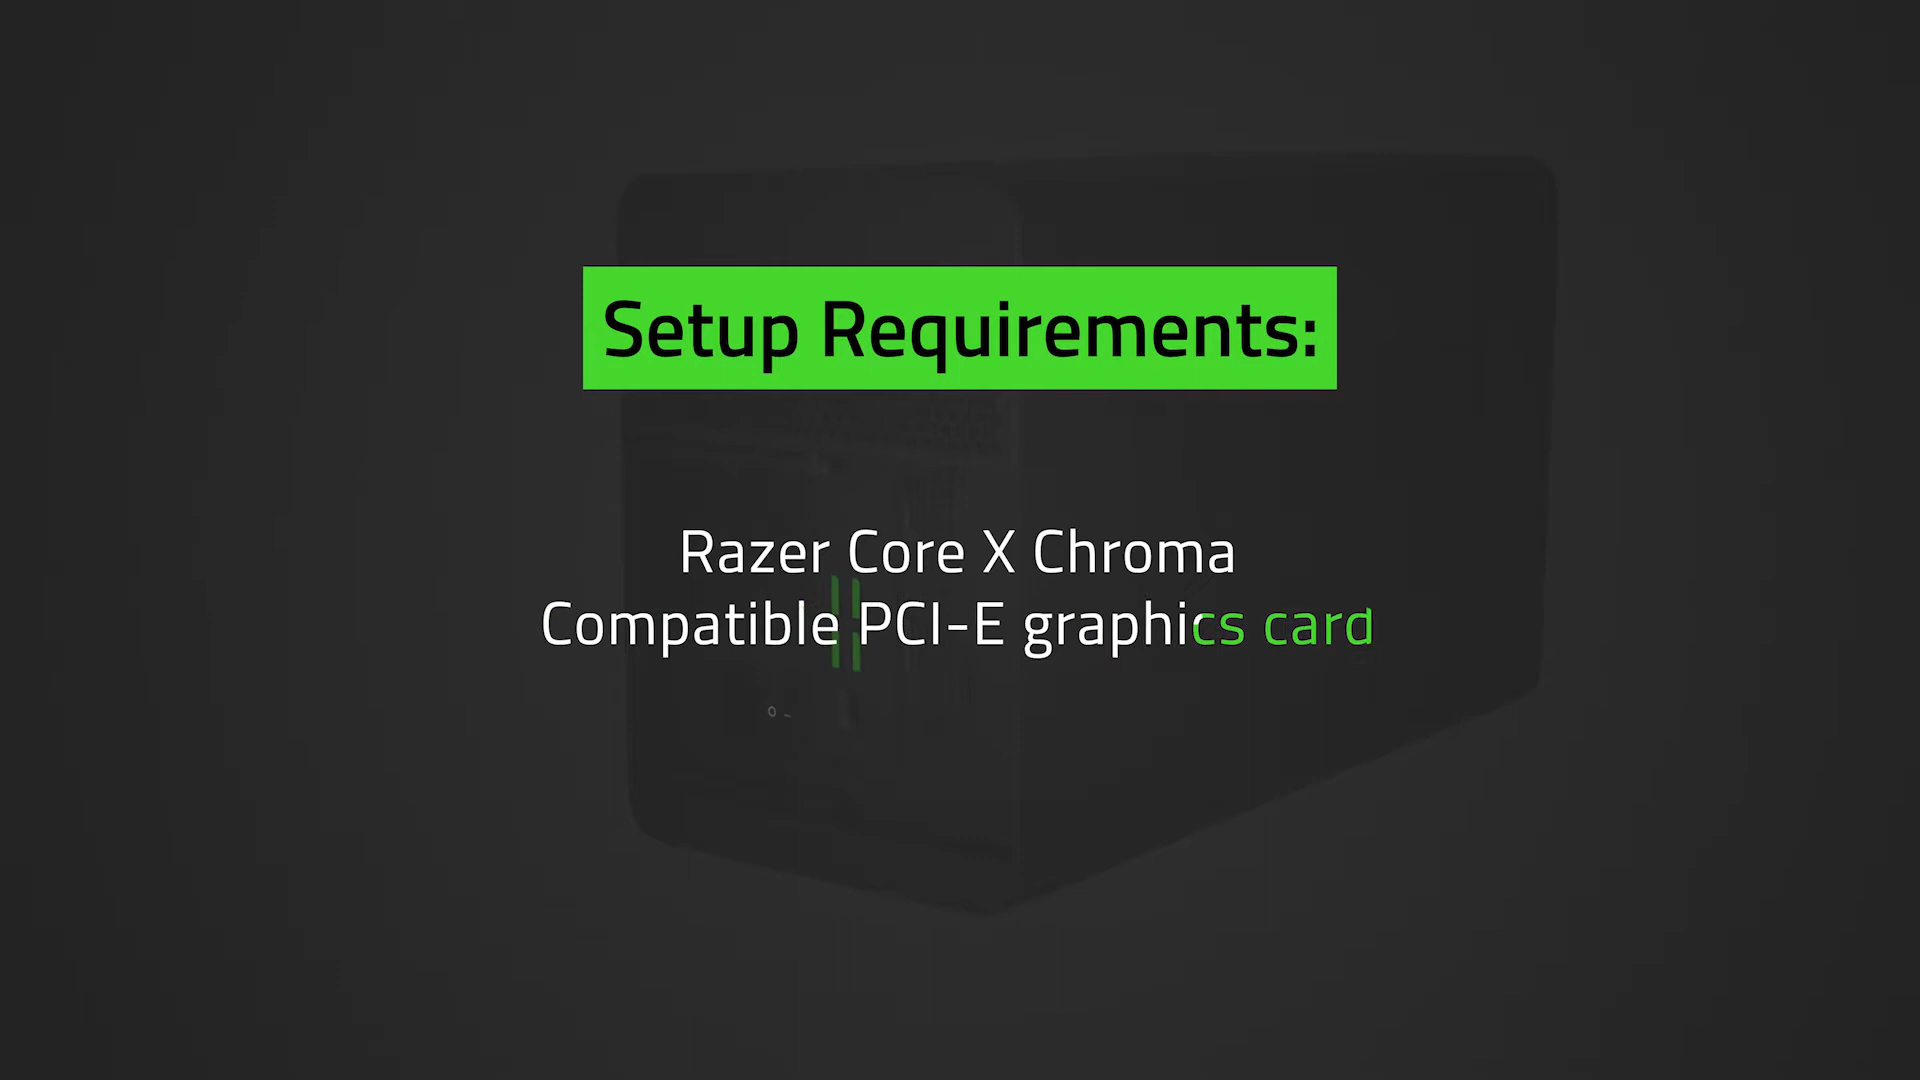 Setup Requirements:
Razer Core X Chroma
Compatible PCI-E graphics card